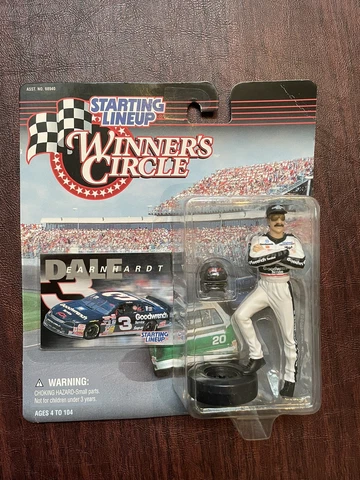 ASST. NO. 68940
STARTING
LINEUP
WINNER'S
CIRCLE
DALE
EARNHARDT
3
Goodwrench
3
STARTING
LINEUP
20
WARNING:
CHOKING HAZARD-Small parts
Not for children under 3 years.
AGES 4 TO 104